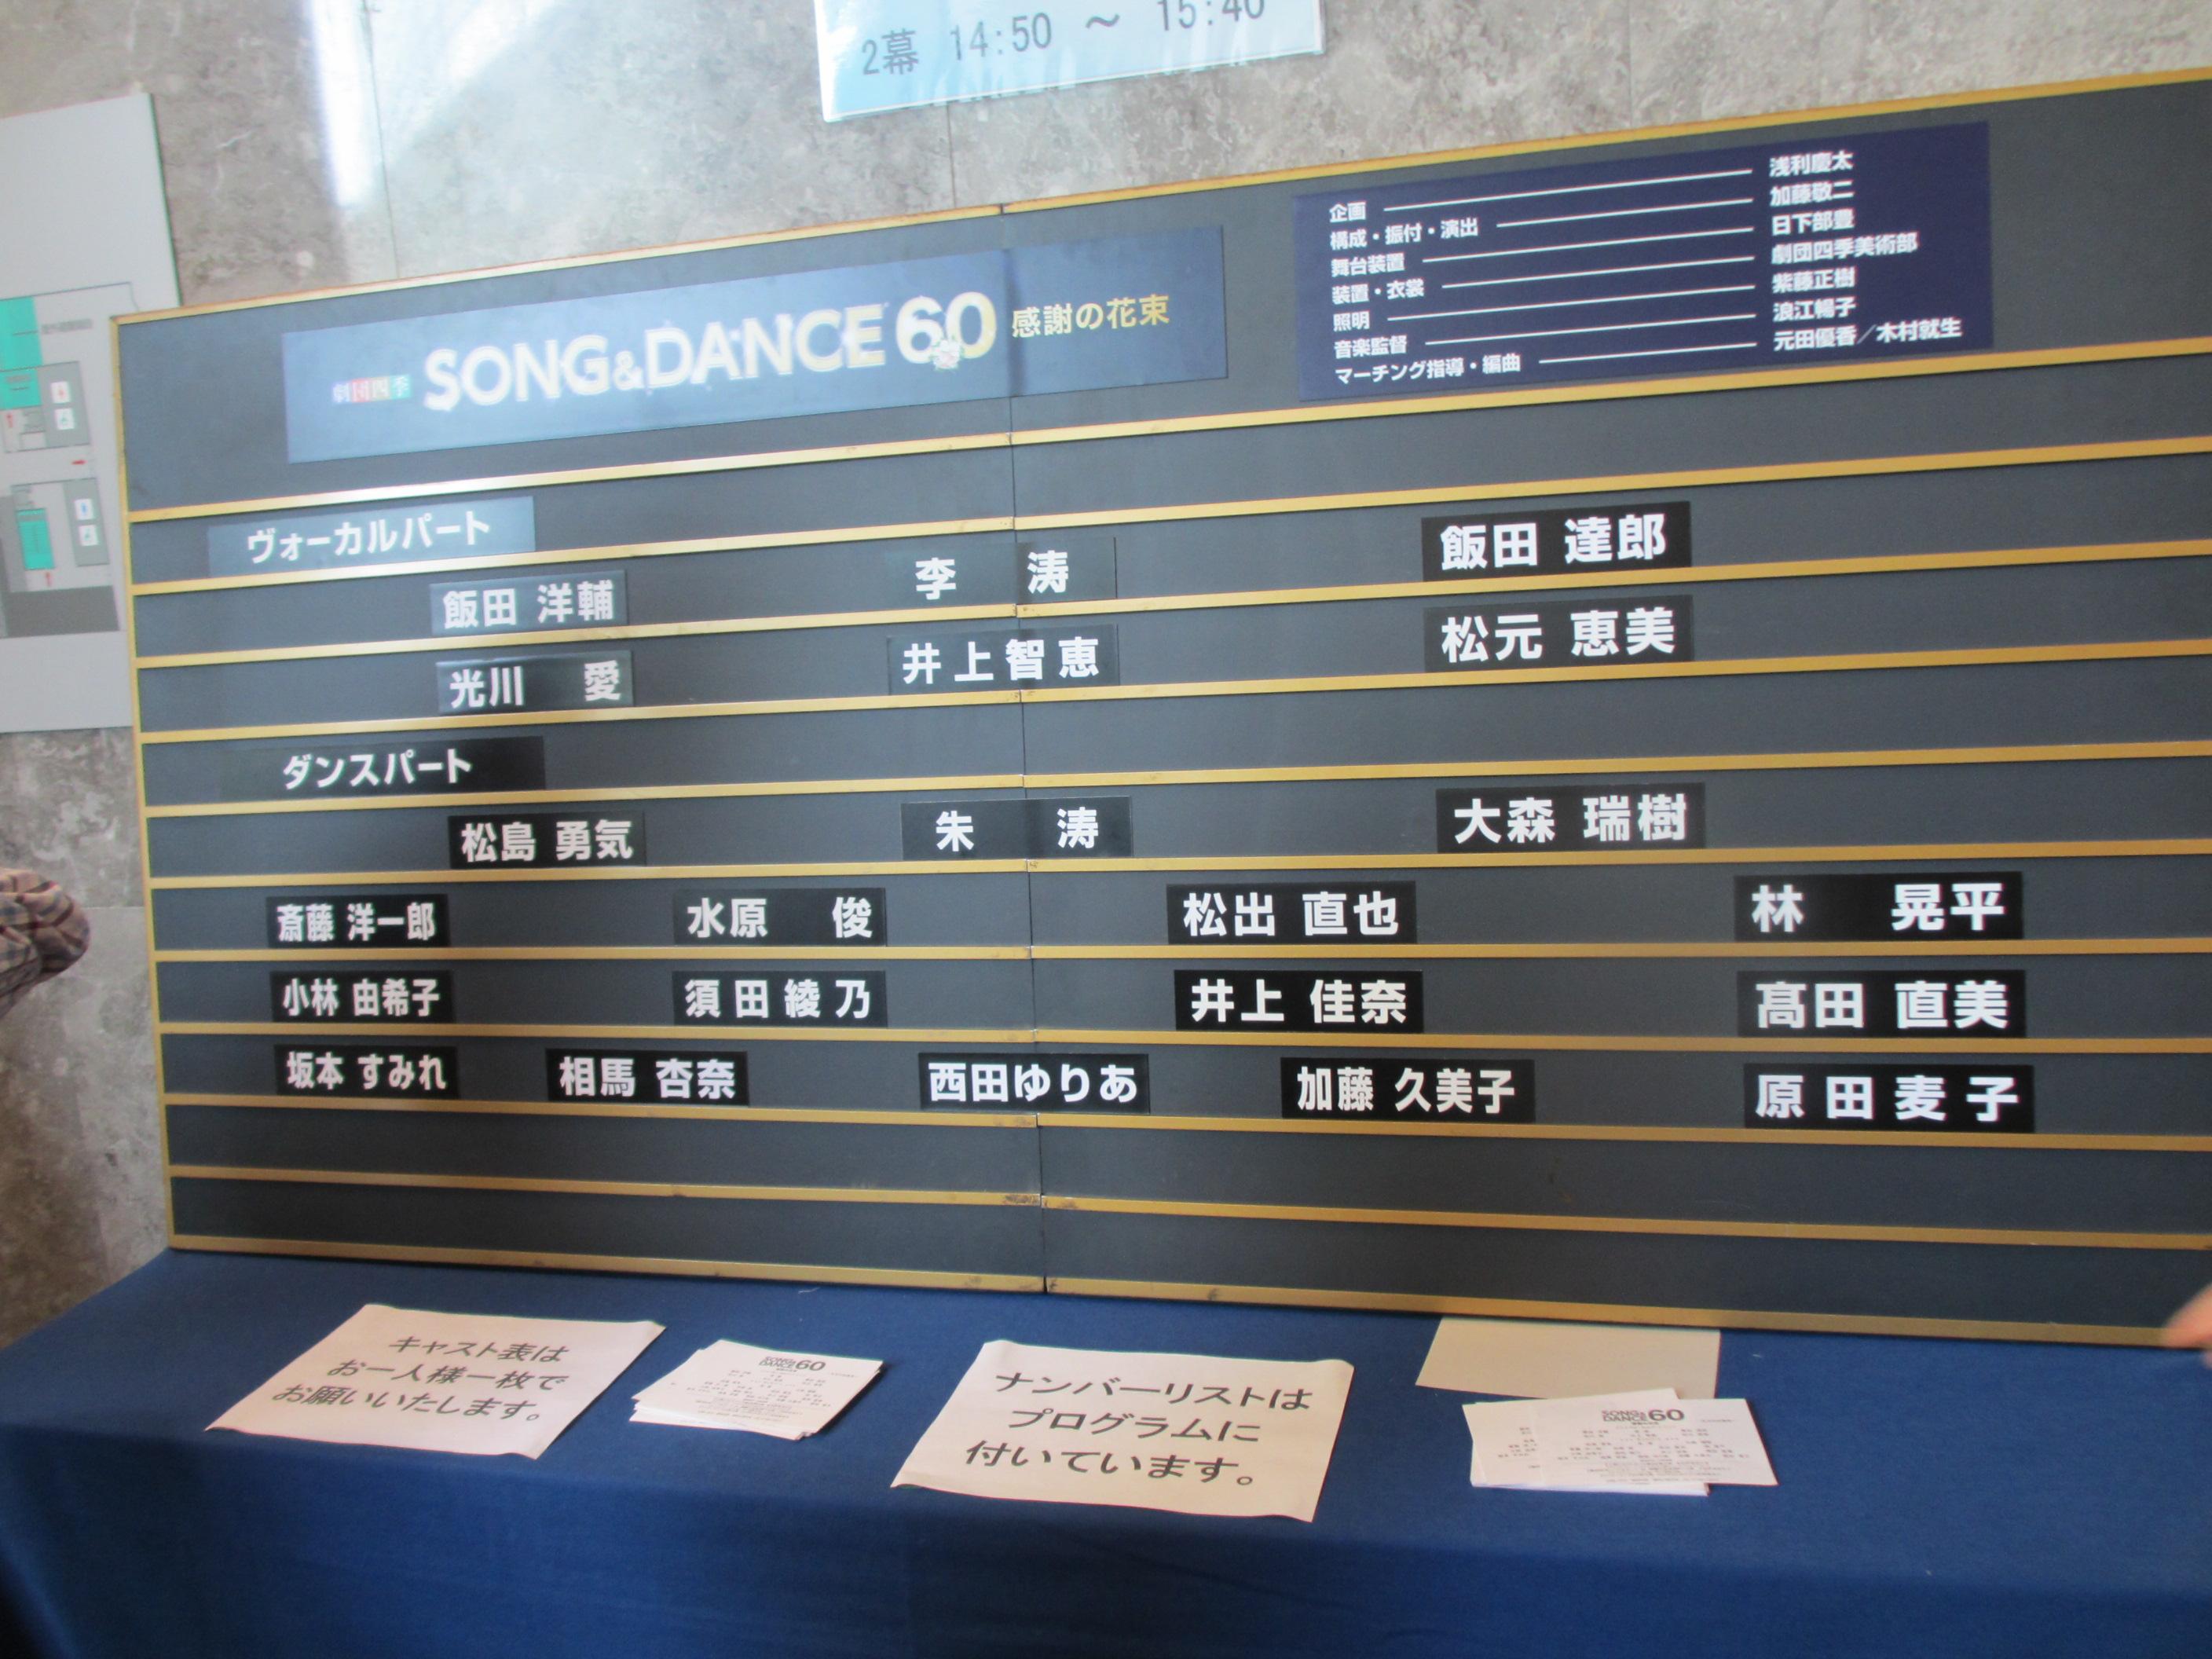 2幕 14:50 ～ 15:40
劇団四季 SONG&DANCE 60 感謝の花束
企画 浅利慶太
構成・振付・演出 加藤敬二
舞台装置 日下部豊
装置・衣裳 劇団四季美術部
照明 紫藤正樹
音楽監督 浪江暢子
マーチング指導・編曲 元田優香／木村就生
ヴォーカルパート
飯田 洋輔 李 涛 飯田 達郎
光川 愛 井上智恵 松元 恵美
ダンスパート
松島 勇気 朱 涛 大森 瑞樹
斎藤 洋一郎 水原 俊 松出 直也 林 晃平
小林 由希子 須田綾乃 井上 佳奈 髙田 直美
坂本 すみれ 相馬 杏奈 西田ゆりあ 加藤 久美子 原田麦子
キャスト表は
お一人様一枚で
お願いいたします。
SONG& DANCE 60
ナンバーリストは
プログラムに
付いています。
SONG& DANCE 60